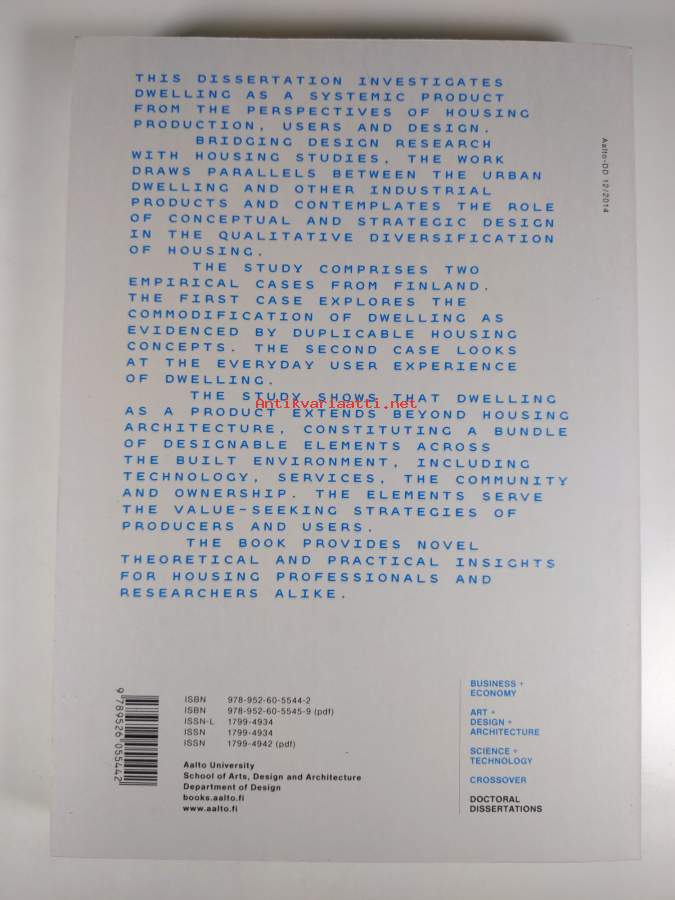 THIS DISSERTATION INVESTIGATES
DWELLING AS A SYSTEMIC PRODUCT
FROM THE PERSPECTIVES OF HOUSING
PRODUCTION, USERS AND DESIGN.
BRIDGING DESIGN RESEARCH
WITH HOUSING STUDIES, THE WORK
DRAWS PARALLELS BETWEEN THE URBAN
DWELLING AND OTHER INDUSTRIAL
PRODUCTS AND CONTEMPLATES THE ROLE
OF CONCEPTUAL AND STRATEGIC DESIGN
IN THE QUALITATIVE DIVERSIFICATION
OF HOUSING.
THE STUDY COMPRISES TWO
EMPIRICAL CASES FROM FINLAND.
THE FIRST CASE EXPLORES THE
COMMODIFICATION OF DWELLING AS
EVIDENCED BY DUPLICABLE HOUSING
CONCEPTS. THE SECOND CASE LOOKS
AT THE EVERYDAY USER EXPERIENCE
OF DWELLING.
THE STUDY SHOWS THAT DWELLING
AS A PRODUCT EXTENDS BEYOND HOUSING
ARCHITECTURE, CONSTITUTING A BUNDLE
OF DESIGNABLE ELEMENTS ACROSS
THE BUILT ENVIRONMENT, INCLUDING
TECHNOLOGY, SERVICES, THE COMMUNITY
AND OWNERSHIP. THE ELEMENTS SERVE
THE VALUE-SEEKING STRATEGIES OF
PRODUCERS AND USERS.
THE BOOK PROVIDES NOVEL
THEORETICAL AND PRACTICAL INSIGHTS
FOR HOUSING PROFESSIONALS AND
RESEARCHERS ALIKE.
Antikvariaatti.net
Aalto-DD 12/2014
9 789526 055442
ISBN 978-952-60-5544-2
ISBN 978-952-60-5545-9 (pdf)
ISSN-L 1799-4934
ISSN 1799-4934
ISSN 1799-4942 (pdf)
Aalto University
School of Arts, Design and Architecture
Department of Design
books.aalto.fi
www.aalto.fi
BUSINESS +
ECONOMY
ART +
DESIGN +
ARCHITECTURE
SCIENCE +
TECHNOLOGY
CROSSOVER
DOCTORAL
DISSERTATIONS